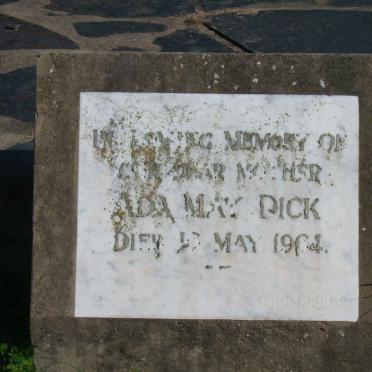 IN LOVING MEMORY OF
OUR DEAR MOTHER
ADA MAY DICK
DIED MAY 1964.